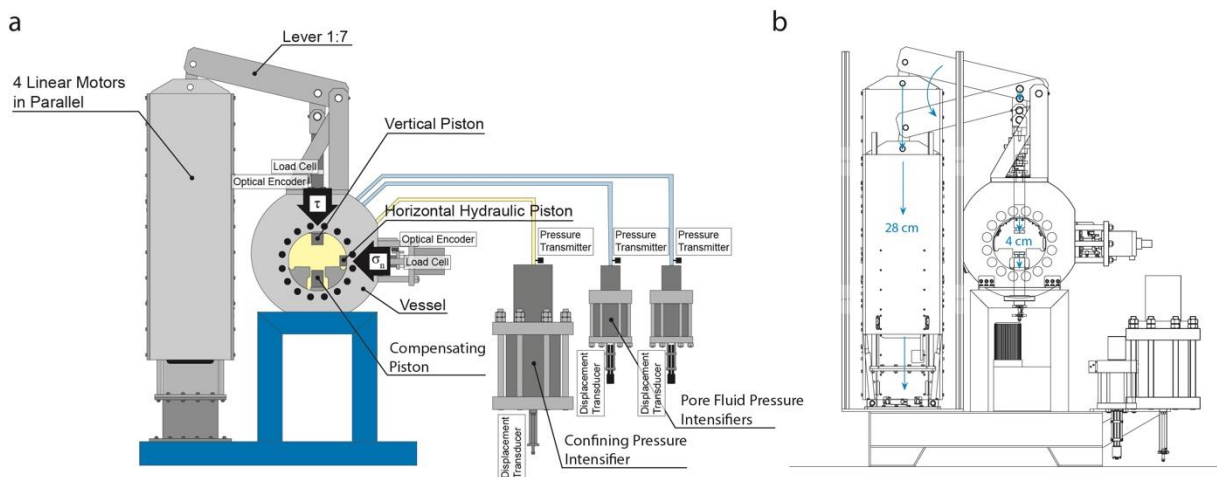 a
Lever 1:7
4 Linear Motors
in Parallel
Vertical Piston
Load Cell
Optical Encoder
τ
Horizontal Hydraulic Piston
Optical Encoder
σn
Load Cell
Vessel
Compensating
Piston
Pressure
Transmitter
Pressure
Transmitter
Pressure
Transmitter
Displacement
Transducer
Displacement
Transducer
Displacement
Transducer
Pore Fluid Pressure
Intensifiers
Confining Pressure
Intensifier
b
28 cm
4 cm